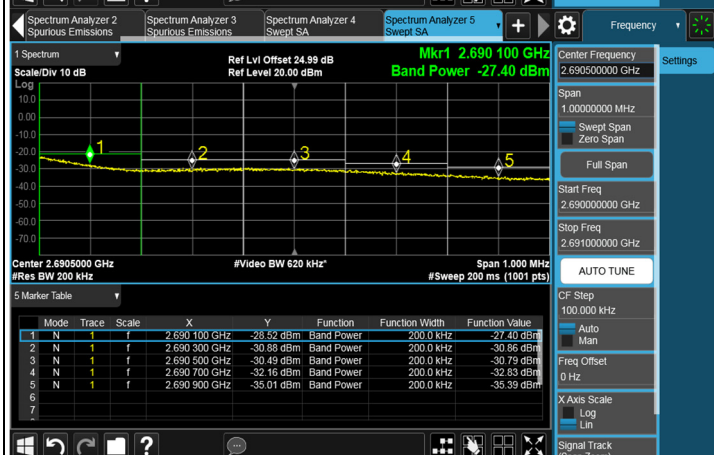 Spectrum Analyzer 2
Spurious Emissions
Spectrum Analyzer 3
Spurious Emissions
Spectrum Analyzer 4
Swept SA
Spectrum Analyzer 5
Swept SA
+
Frequency
1 Spectrum
Scale/Div 10 dB
Ref Lvl Offset 24.99 dB
Ref Level 20.00 dBm
Mkr1 2.690 100 GHz
Band Power -27.40 dBm
Log
10.0
0.00
-10.0
-20.0
-30.0
-40.0
-50.0
-60.0
-70.0
1
2
3
4
5
Center 2.6905000 GHz
#Res BW 200 kHz
#Video BW 620 kHz*
Span 1.000 MHz
#Sweep 200 ms (1001 pts)
5 Marker Table
Mode Trace Scale X Y Function Function Width Function Value
1 N 1 f 2.690 100 GHz -28.52 dBm Band Power 200.0 kHz -27.40 dBm
2 N 1 f 2.690 300 GHz -30.88 dBm Band Power 200.0 kHz -30.86 dBm
3 N 1 f 2.690 500 GHz -30.49 dBm Band Power 200.0 kHz -30.79 dBm
4 N 1 f 2.690 700 GHz -32.16 dBm Band Power 200.0 kHz -32.83 dBm
5 N 1 f 2.690 900 GHz -35.01 dBm Band Power 200.0 kHz -35.39 dBm
6
7
?
Center Frequency
2.690500000 GHz
Span
1.00000000 MHz
Swept Span
Zero Span
Full Span
Start Freq
2.690000000 GHz
Stop Freq
2.691000000 GHz
AUTO TUNE
CF Step
100.000 kHz
Auto
Man
Freq Offset
0 Hz
X Axis Scale
Log
Lin
Signal Track
(Span Zoom)
Settings